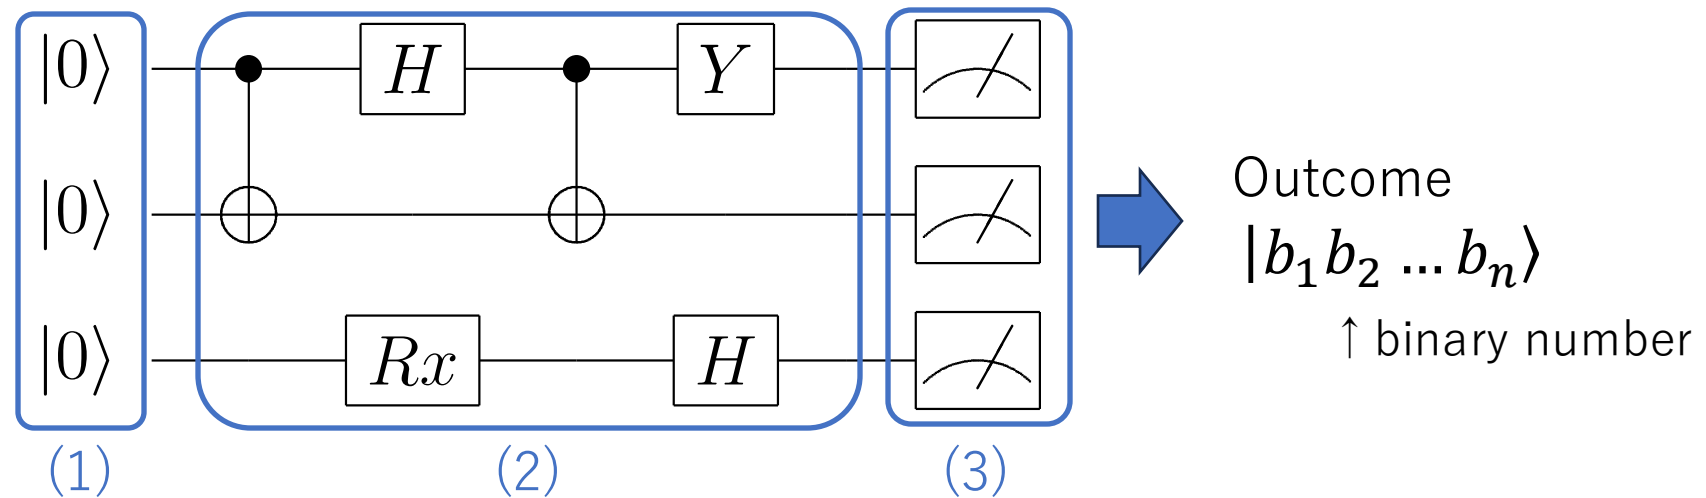 |0⟩ H Y
|0⟩
|0⟩ Rx H
(1) (2) (3)
Outcome
|b₁b₂ … bₙ⟩
↑ binary number